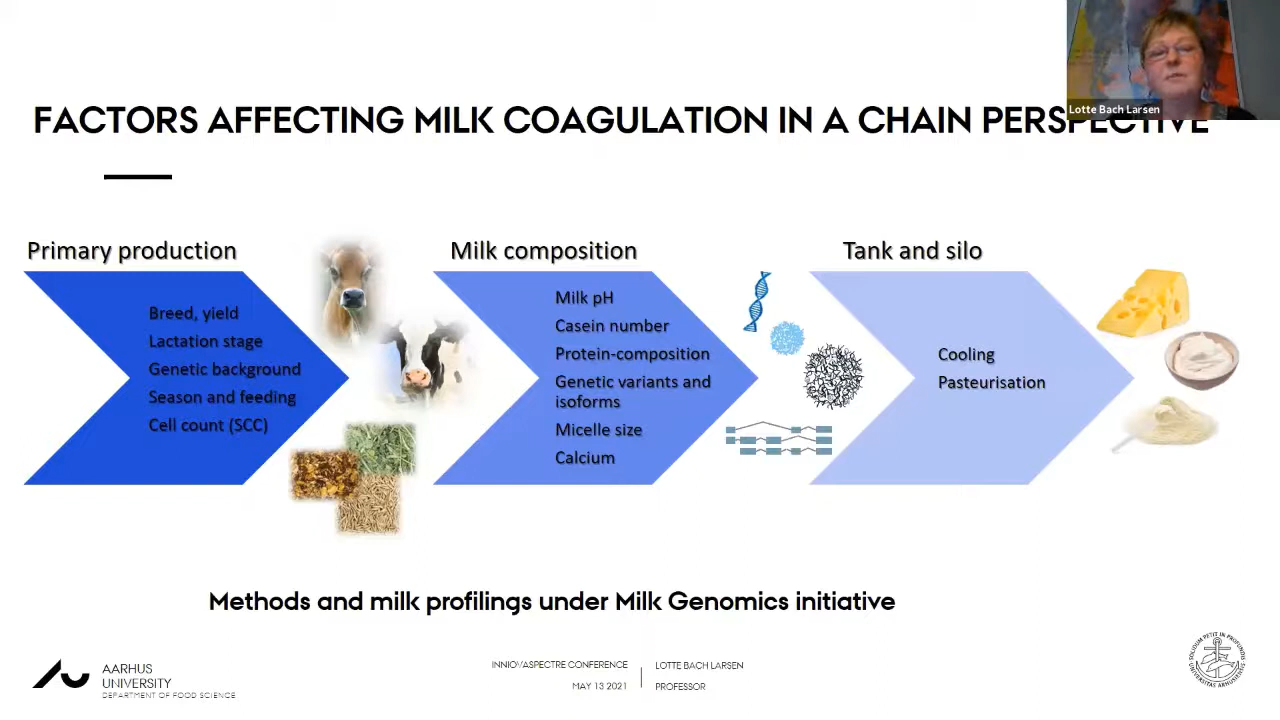 FACTORS AFFECTING MILK COAGULATION IN A CHAIN PERSPECTIVE
Lotte Bach Larsen
Primary production
Breed, yield
Lactation stage
Genetic background
Season and feeding
Cell count (SCC)
Milk composition
Milk pH
Casein number
Protein-composition
Genetic variants and
isoforms
Micelle size
Calcium
Tank and silo
Cooling
Pasteurisation
Methods and milk profilings under Milk Genomics initiative
AARHUS
UNIVERSITY
DEPARTMENT OF FOOD SCIENCE
INNIOVASPECTRE CONFERENCE
MAY 13 2021
LOTTE BACH LARSEN
PROFESSOR